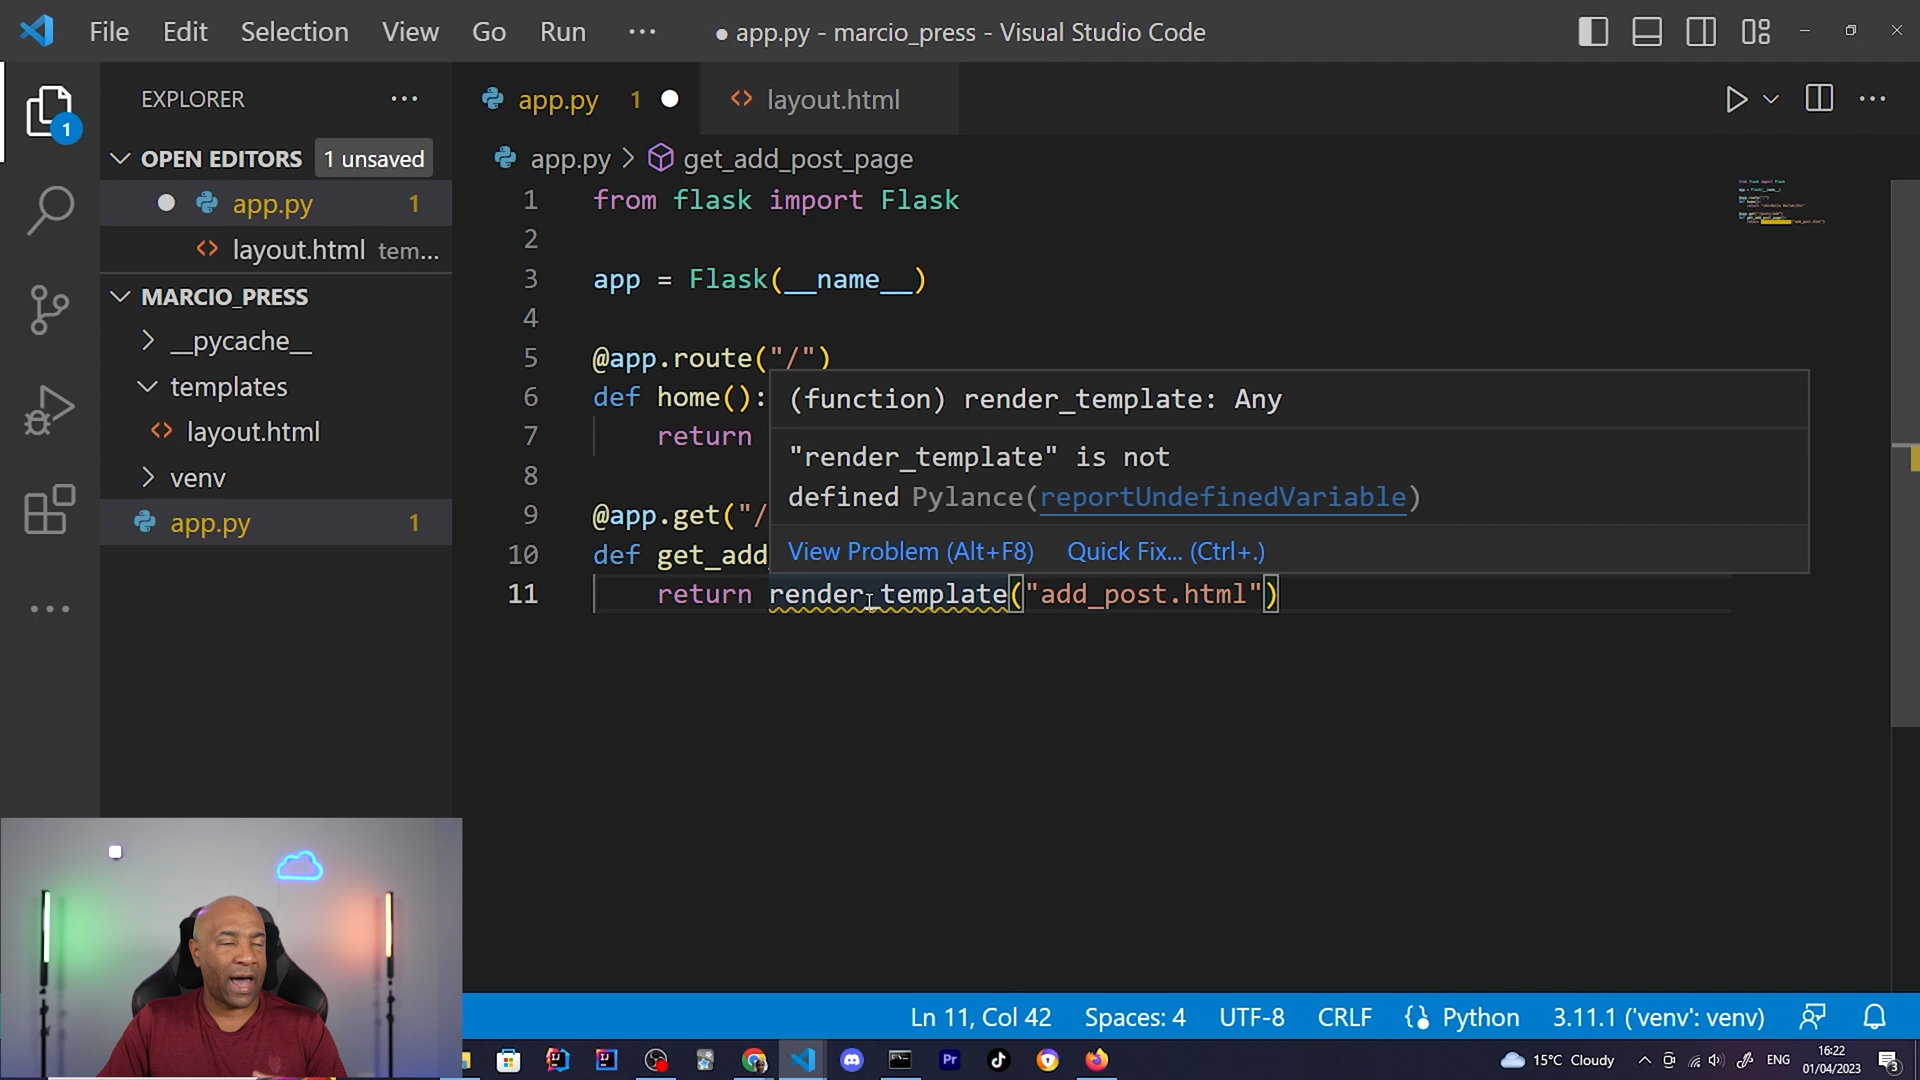 File Edit Selection View Go Run ···
● app.py - marcio_press - Visual Studio Code
EXPLORER ···
OPEN EDITORS 1 unsaved
app.py 1
layout.html tem...
MARCIO_PRESS
__pycache__
templates
layout.html
venv
app.py 1
1
app.py 1
layout.html
app.py > get_add_post_page
1 from flask import Flask
2
3 app = Flask(__name__)
4
5 @app.route("/")
6 def home():
7 return
8
9 @app.get("/
10 def get_add_
11 return render_template("add_post.html")
(function) render_template: Any
"render_template" is not
defined Pylance(reportUndefinedVariable)
View Problem (Alt+F8) Quick Fix... (Ctrl+.)
Ln 11, Col 42 Spaces: 4 UTF-8 CRLF Python 3.11.1 ('venv': venv)
Pr
15°C Cloudy
ENG
16:22
01/04/2023
3